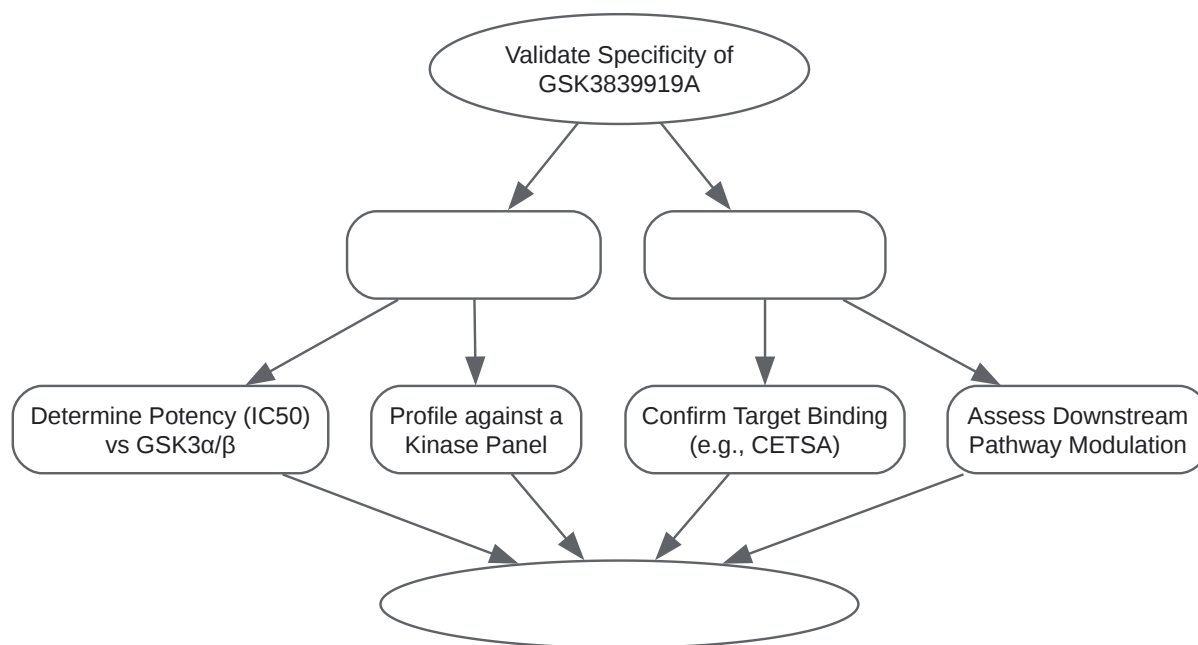 Validate Specificity of
GSK3839919A
Determine Potency (IC50)
vs GSK3α/β
Profile against a
Kinase Panel
Confirm Target Binding
(e.g., CETSA)
Assess Downstream
Pathway Modulation